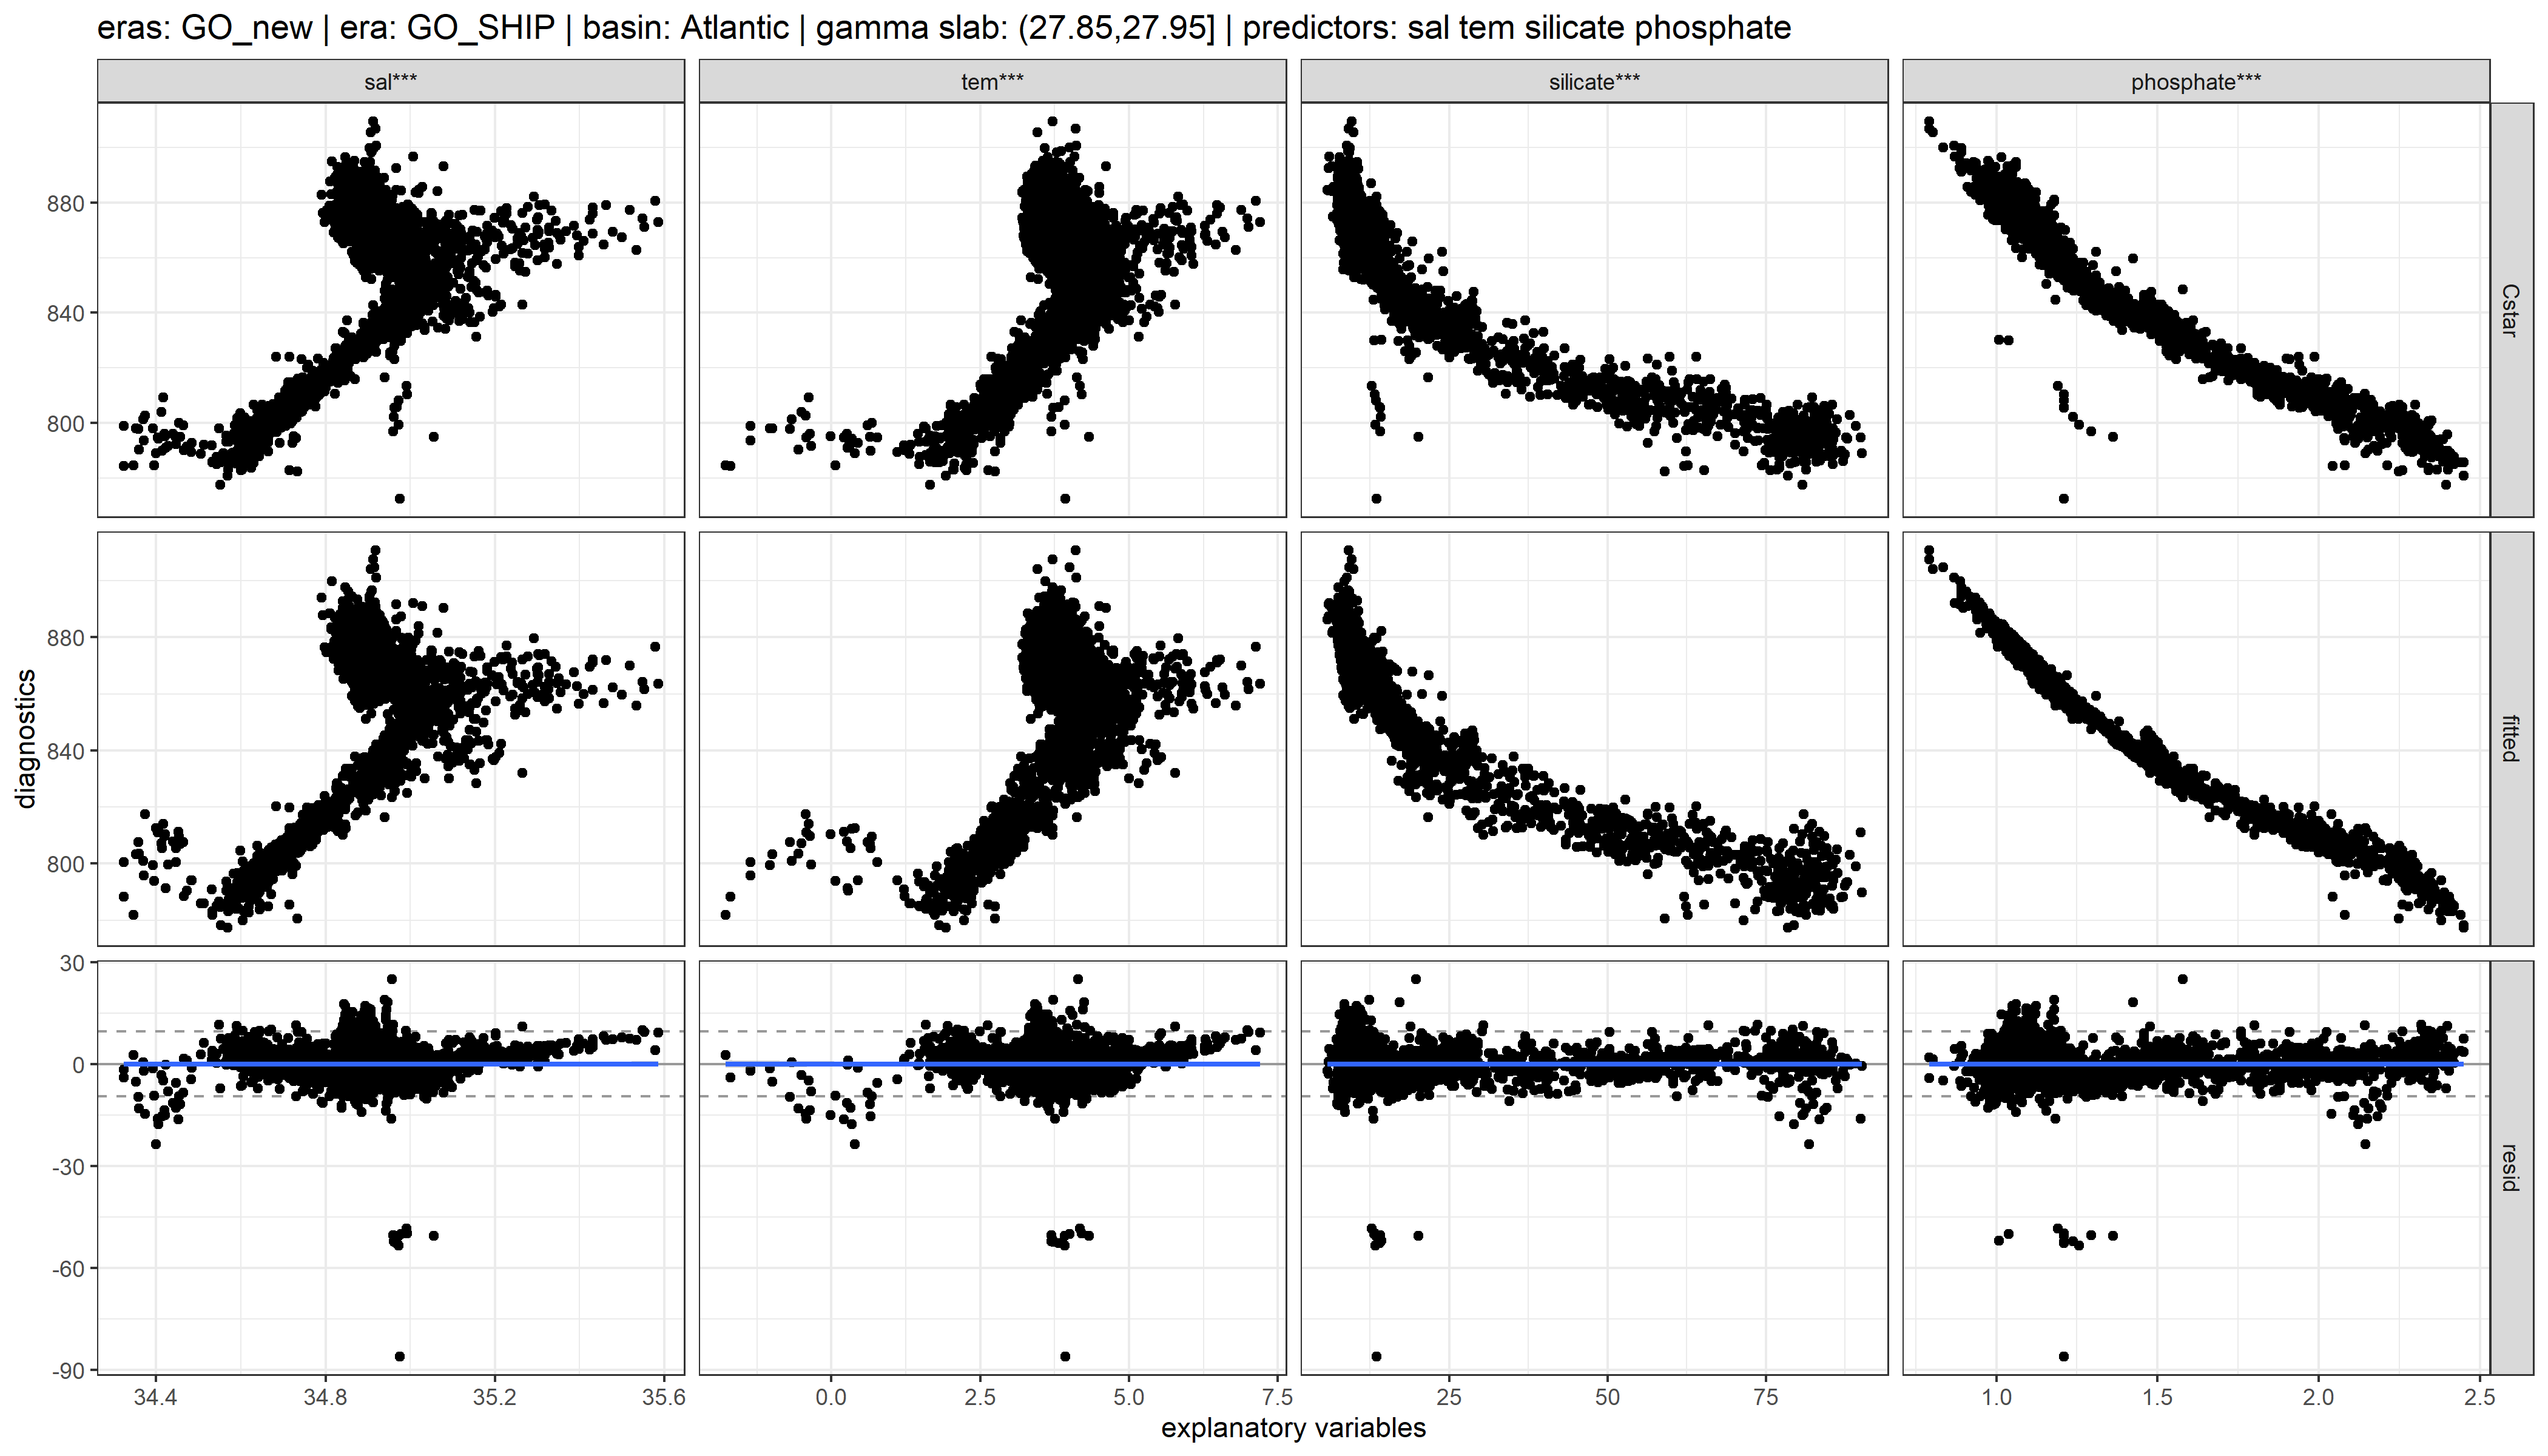 eras: GO_new | era: GO_SHIP | basin: Atlantic | gamma slab: (27.85,27.95] | predictors: sal tem silicate phosphate
sal*** tem*** silicate*** phosphate***
880
840
800
Cstar
880
840
800
fitted
diagnostics
30
0
-30
-60
-90
resid
34.4 34.8 35.2 35.6 0.0 2.5 5.0 7.5 25 50 75 1.0 1.5 2.0 2.5
explanatory variables